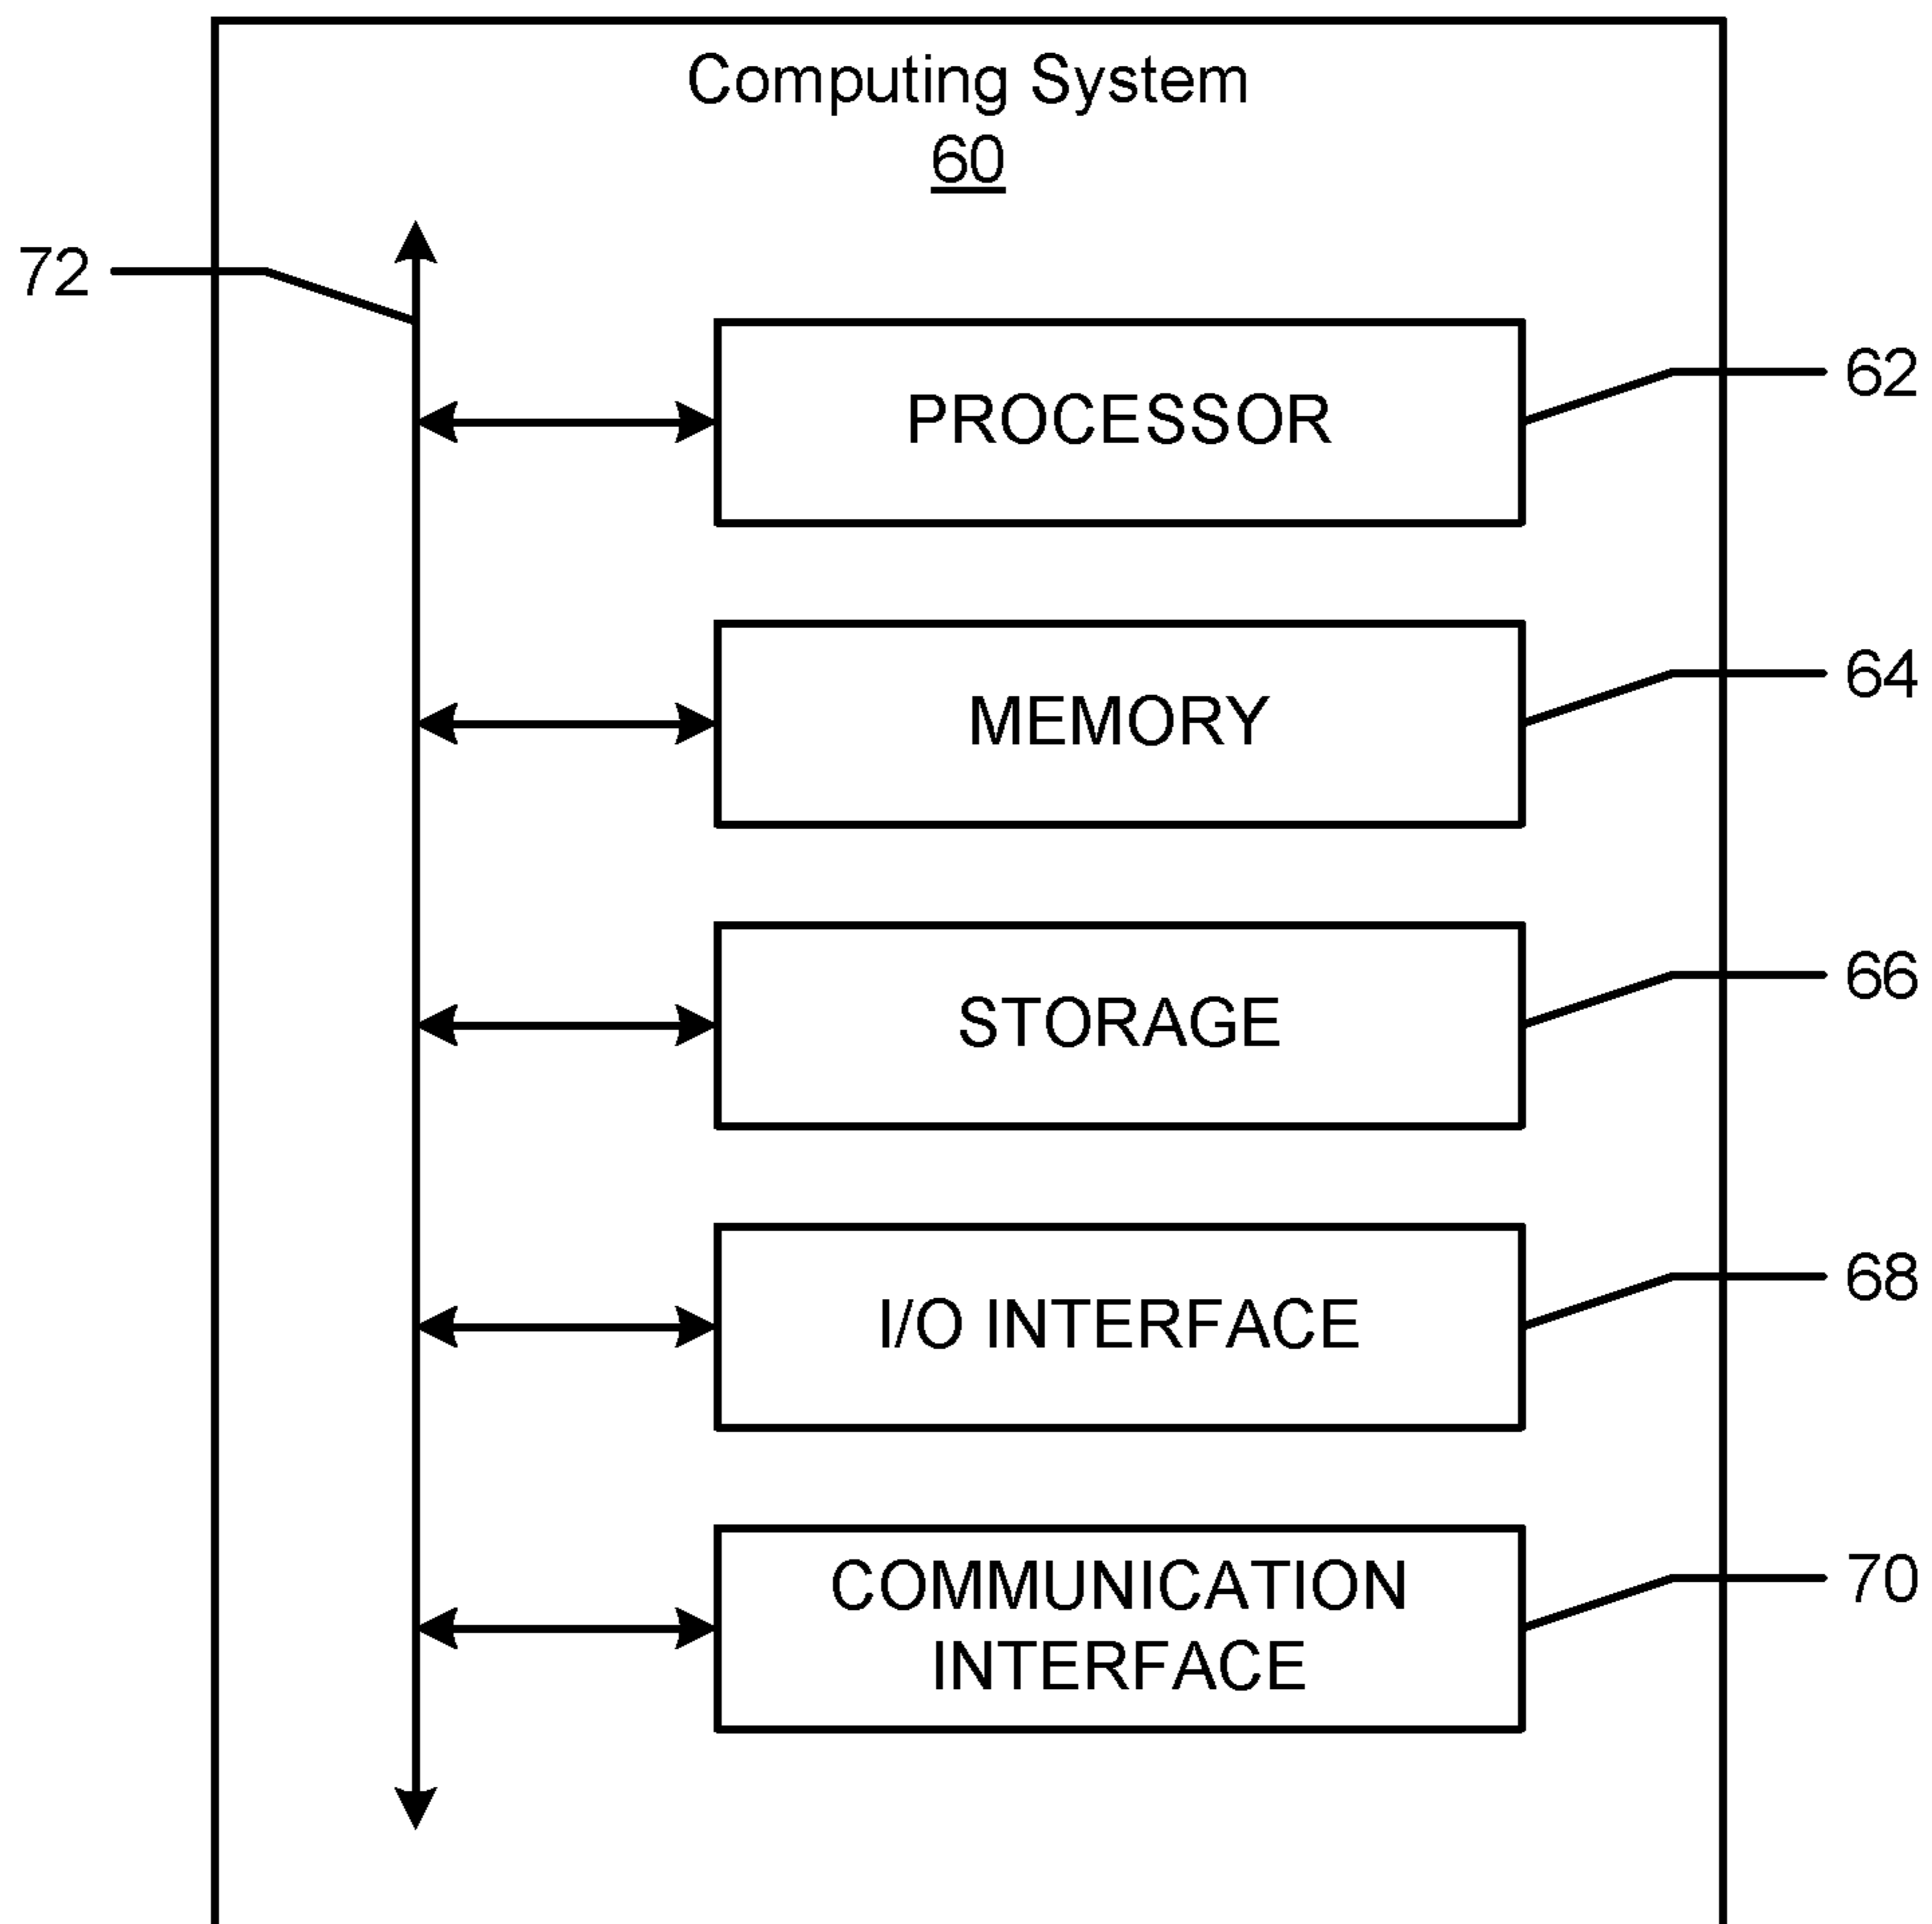 Computing System
60
72
PROCESSOR
62
MEMORY
64
STORAGE
66
I/O INTERFACE
68
COMMUNICATION
INTERFACE
70